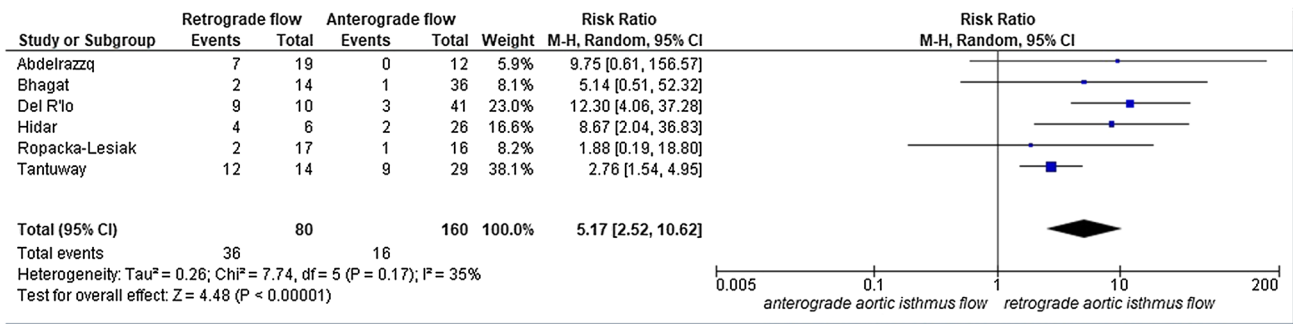 Retrograde flow Anterograde flow Risk Ratio Risk Ratio
Study or Subgroup Events Total Events Total Weight M-H, Random, 95% CI M-H, Random, 95% CI
Abdelrazzq 7 19 0 12 5.9% 9.75 [0.61, 156.57]
Bhagat 2 14 1 36 8.1% 5.14 [0.51, 52.32]
Del R'lo 9 10 3 41 23.0% 12.30 [4.06, 37.28]
Hidar 4 6 2 26 16.6% 8.67 [2.04, 36.83]
Ropacka-Lesiak 2 17 1 16 8.2% 1.88 [0.19, 18.80]
Tantuway 12 14 9 29 38.1% 2.76 [1.54, 4.95]
Total (95% CI) 80 160 100.0% 5.17 [2.52, 10.62]
Total events 36 16
Heterogeneity: Tau² = 0.26; Chi² = 7.74, df = 5 (P = 0.17); I² = 35%
Test for overall effect: Z = 4.48 (P < 0.00001)
0.005 0.1 1 10 200
anterograde aortic isthmus flow retrograde aortic isthmus flow